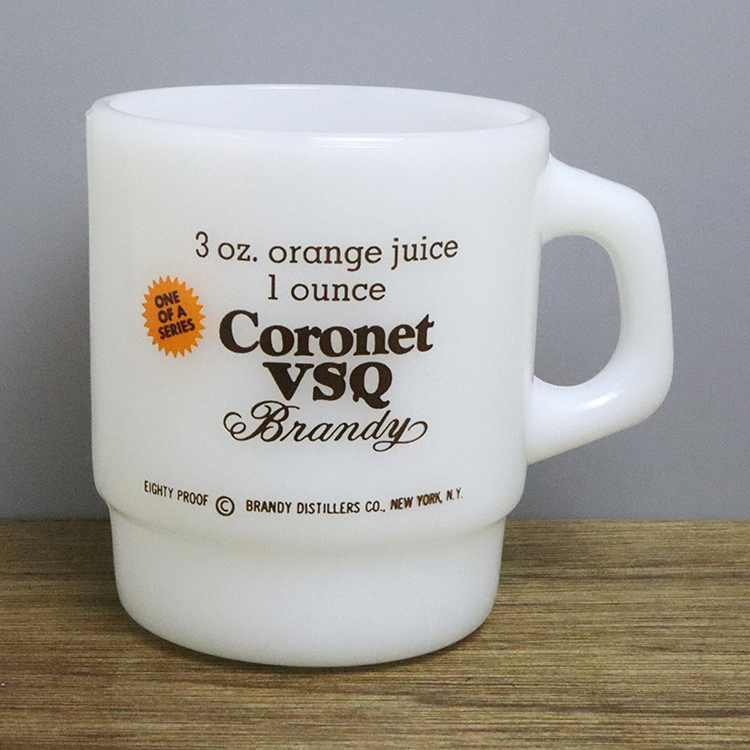 3 oz. orange juice
1 ounce
Coronet
VSQ
Brandy
ONE
OF A
SERIES
EIGHTY PROOF © BRANDY DISTILLERS CO., NEW YORK, N.Y.